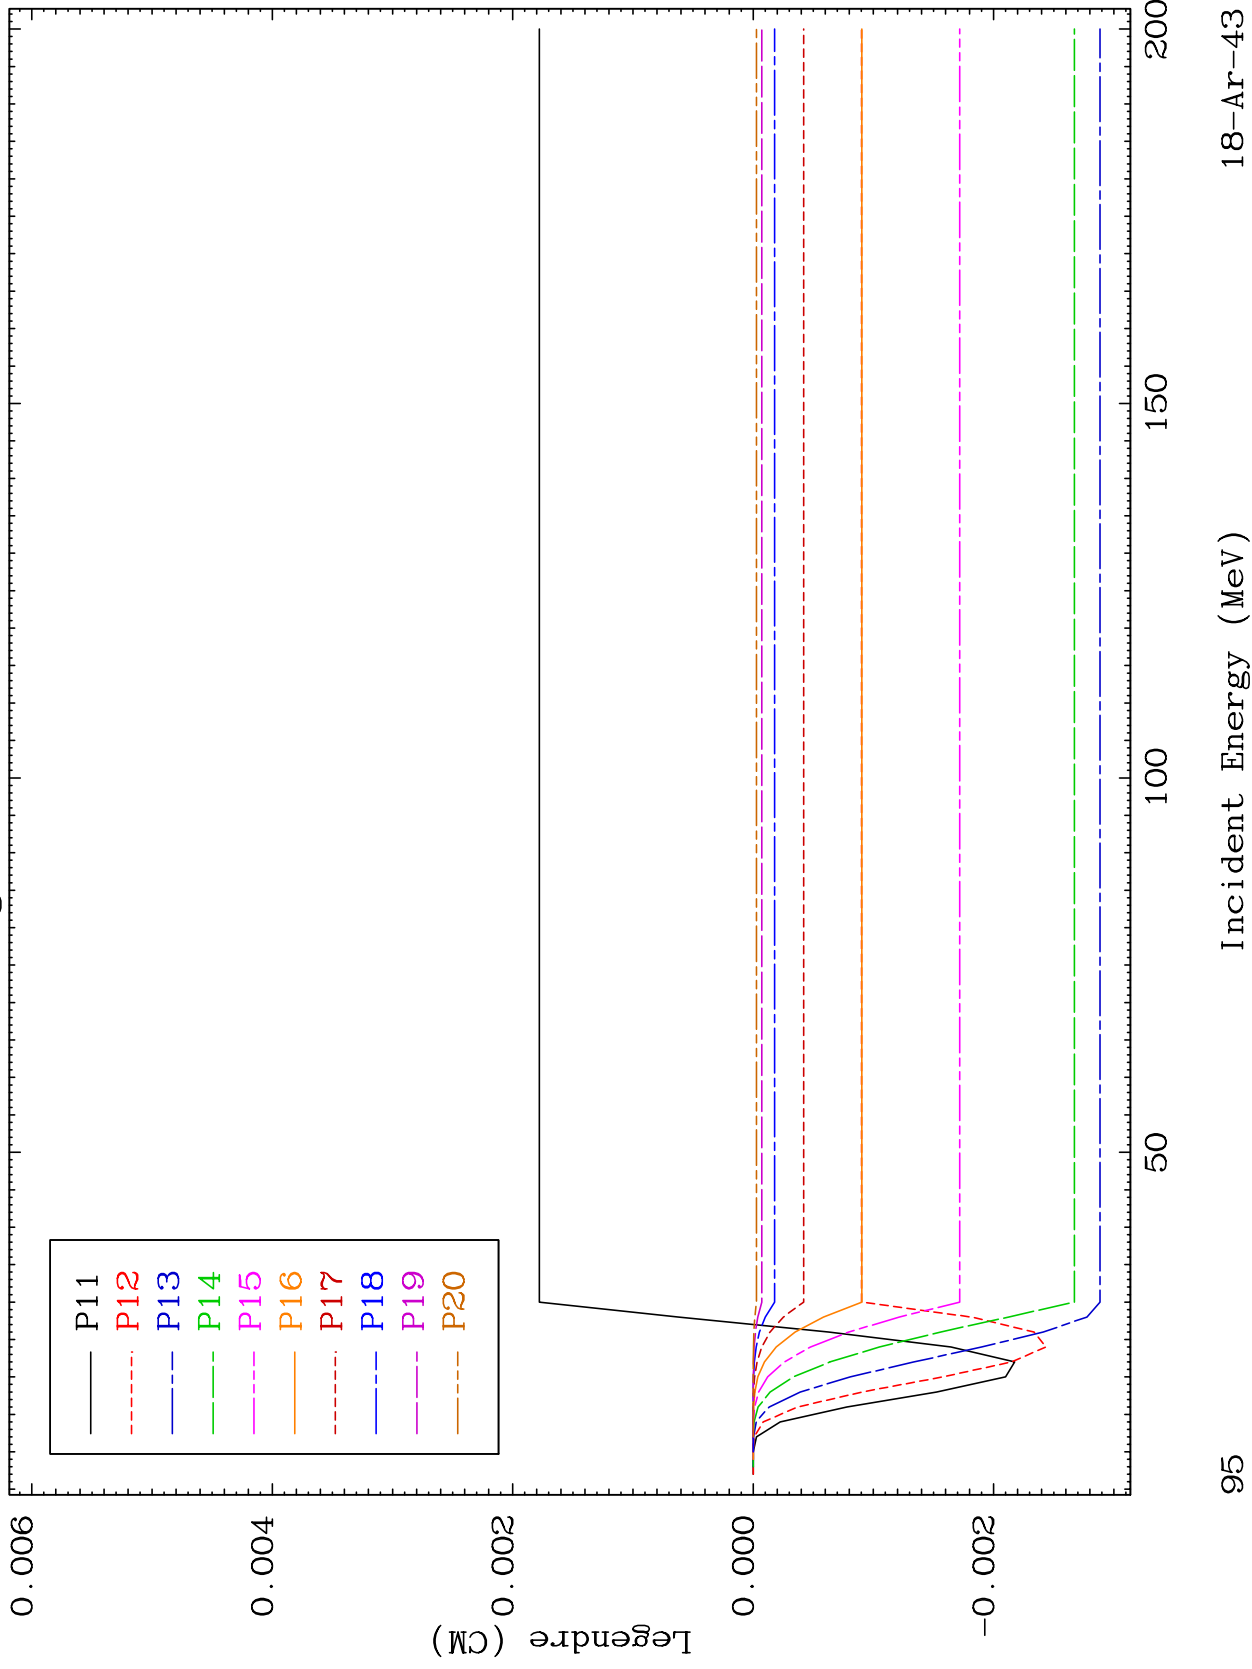 P11
P12
P13
P14
P15
P16
P17
P18
P19
P20
0.006
0.004
0.002
0.000
-0.002
Legendre (CM)
50
100
150
200
Incident Energy (MeV)
95
18-Ar-43